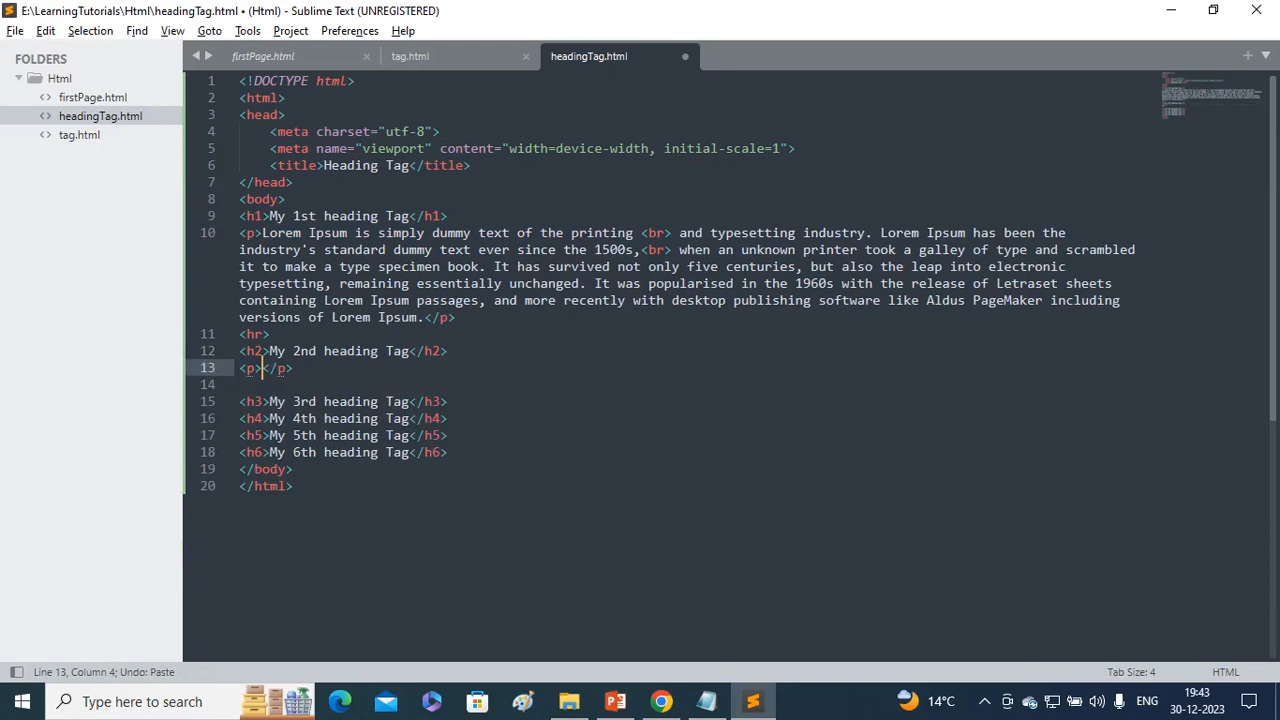 E:\LearningTutorials\Html\headingTag.html • (Html) - Sublime Text (UNREGISTERED)
File Edit Selection Find View Goto Tools Project Preferences Help
FOLDERS
Html
firstPage.html
headingTag.html
tag.html
firstPage.html tag.html headingTag.html
1 <!DOCTYPE html>
2 <html>
3 <head>
4 <meta charset="utf-8">
5 <meta name="viewport" content="width=device-width, initial-scale=1">
6 <title>Heading Tag</title>
7 </head>
8 <body>
9 <h1>My 1st heading Tag</h1>
10 <p>Lorem Ipsum is simply dummy text of the printing <br> and typesetting industry. Lorem Ipsum has been the
industry's standard dummy text ever since the 1500s,<br> when an unknown printer took a galley of type and scrambled
it to make a type specimen book. It has survived not only five centuries, but also the leap into electronic
typesetting, remaining essentially unchanged. It was popularised in the 1960s with the release of Letraset sheets
containing Lorem Ipsum passages, and more recently with desktop publishing software like Aldus PageMaker including
versions of Lorem Ipsum.</p>
11 <hr>
12 <h2>My 2nd heading Tag</h2>
13 <p></p>
14
15 <h3>My 3rd heading Tag</h3>
16 <h4>My 4th heading Tag</h4>
17 <h5>My 5th heading Tag</h5>
18 <h6>My 6th heading Tag</h6>
19 </body>
20 </html>
Line 13, Column 4; Undo: Paste Tab Size: 4 HTML
Type here to search 14°C ENG 19:43
30-12-2023